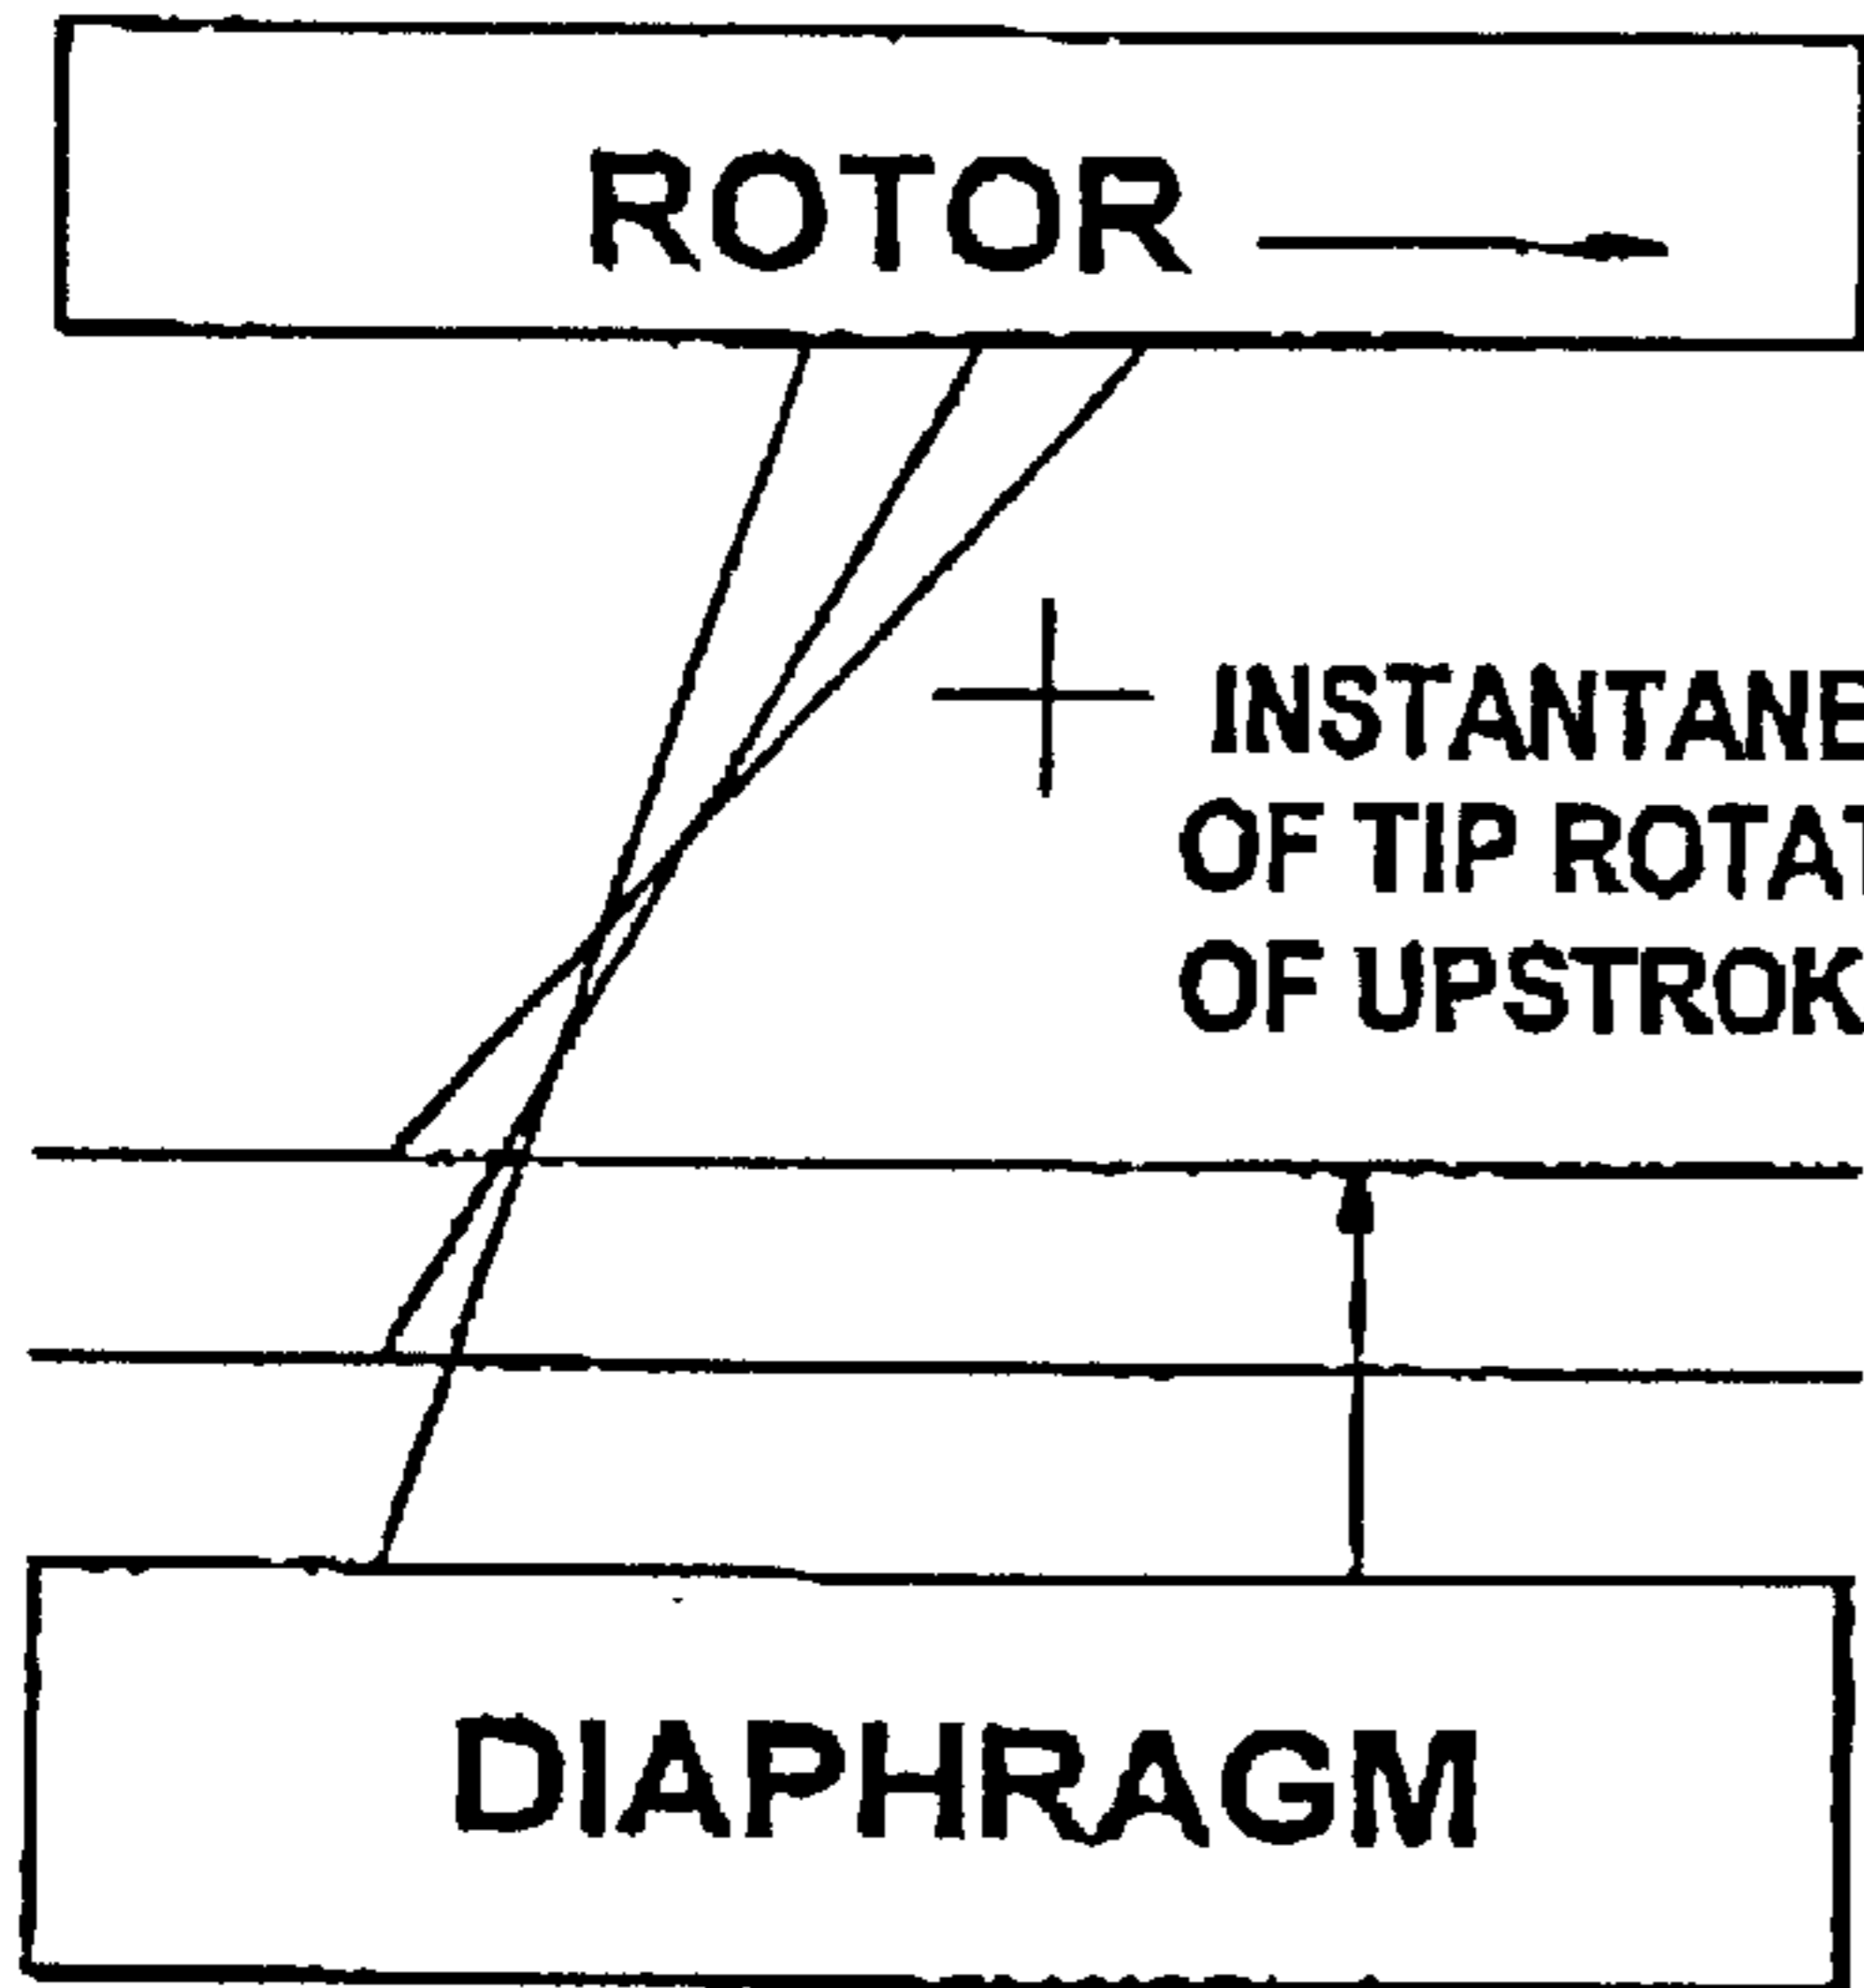 ROTOR
INSTANTANE
OF TIP ROTAT
OF UPSTROK
DIAPHRAGM